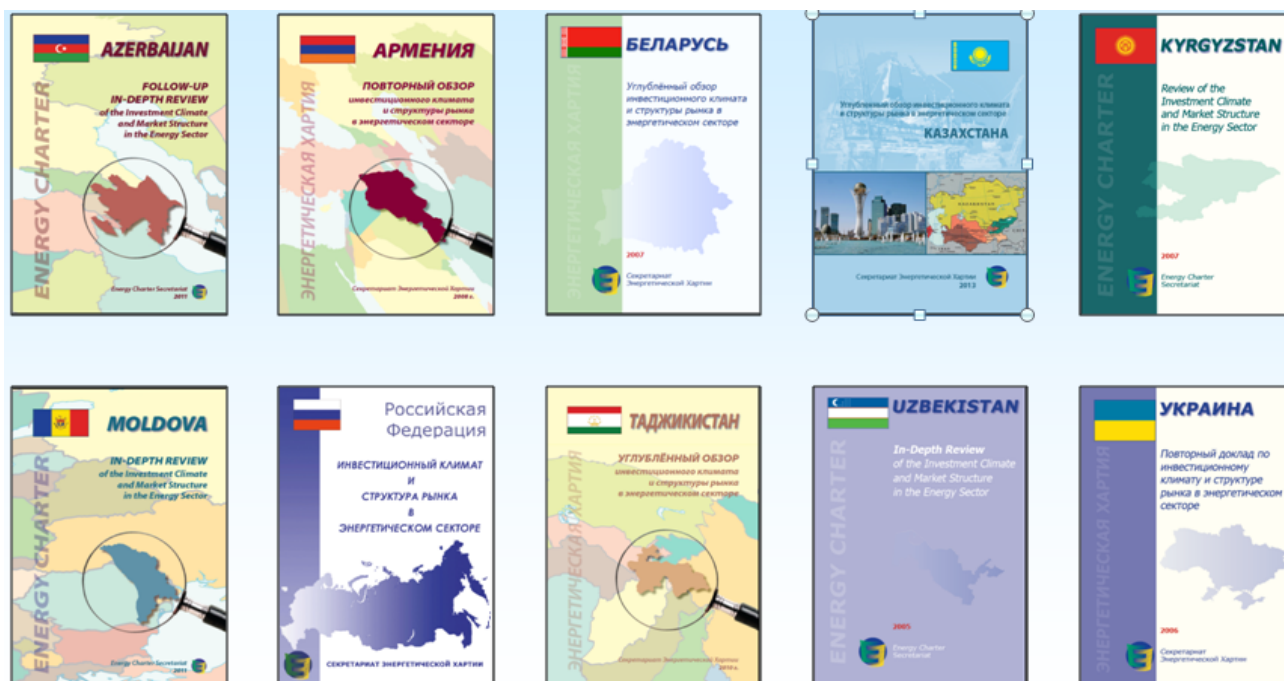 AZERBAIJAN
FOLLOW-UP
IN-DEPTH REVIEW
of the Investment Climate
and Market Structure
in the Energy Sector
ENERGY CHARTER
Energy Charter Secretariat
2011
АРМЕНИЯ
ПОВТОРНЫЙ ОБЗОР
инвестиционного климата
и структуры рынка
в энергетическом секторе
ЭНЕРГЕТИЧЕСКАЯ ХАРТИЯ
Секретариат Энергетической Хартии
2008 г.
БЕЛАРУСЬ
Углублённый обзор
инвестиционного климата
и структуры рынка в
энергетическом секторе
ЭНЕРГЕТИЧЕСКАЯ ХАРТИЯ
2007
Секретариат
Энергетической Хартии
Углубленный обзор инвестиционного климата
и структуры рынка в энергетическом секторе
КАЗАХСТАНА
Секретариат Энергетической Хартии
2013
KYRGYZSTAN
Review of the
Investment Climate
and Market Structure
in the Energy Sector
ENERGY CHARTER
2007
Energy Charter
Secretariat
MOLDOVA
IN-DEPTH REVIEW
of the Investment Climate
and Market Structure
in the Energy Sector
ENERGY CHARTER
Energy Charter Secretariat
2011
Российская
Федерация
ИНВЕСТИЦИОННЫЙ КЛИМАТ
И
СТРУКТУРА РЫНКА
В
ЭНЕРГЕТИЧЕСКОМ СЕКТОРЕ
СЕКРЕТАРИАТ ЭНЕРГЕТИЧЕСКОЙ ХАРТИИ
ТАДЖИКИСТАН
УГЛУБЛЁННЫЙ ОБЗОР
инвестиционного климата
и структуры рынка
в энергетическом секторе
ЭНЕРГЕТИЧЕСКАЯ ХАРТИЯ
Секретариат Энергетической Хартии
UZBEKISTAN
In-Depth Review
of the Investment Climate
and Market Structure
in the Energy Sector
ENERGY CHARTER
2005
Energy Charter
Secretariat
УКРАИНА
Повторный доклад по
инвестиционному
климату и структуре
рынка в энергетическом
секторе
ЭНЕРГЕТИЧЕСКАЯ ХАРТИЯ
2006
Секретариат
Энергетической Хартии